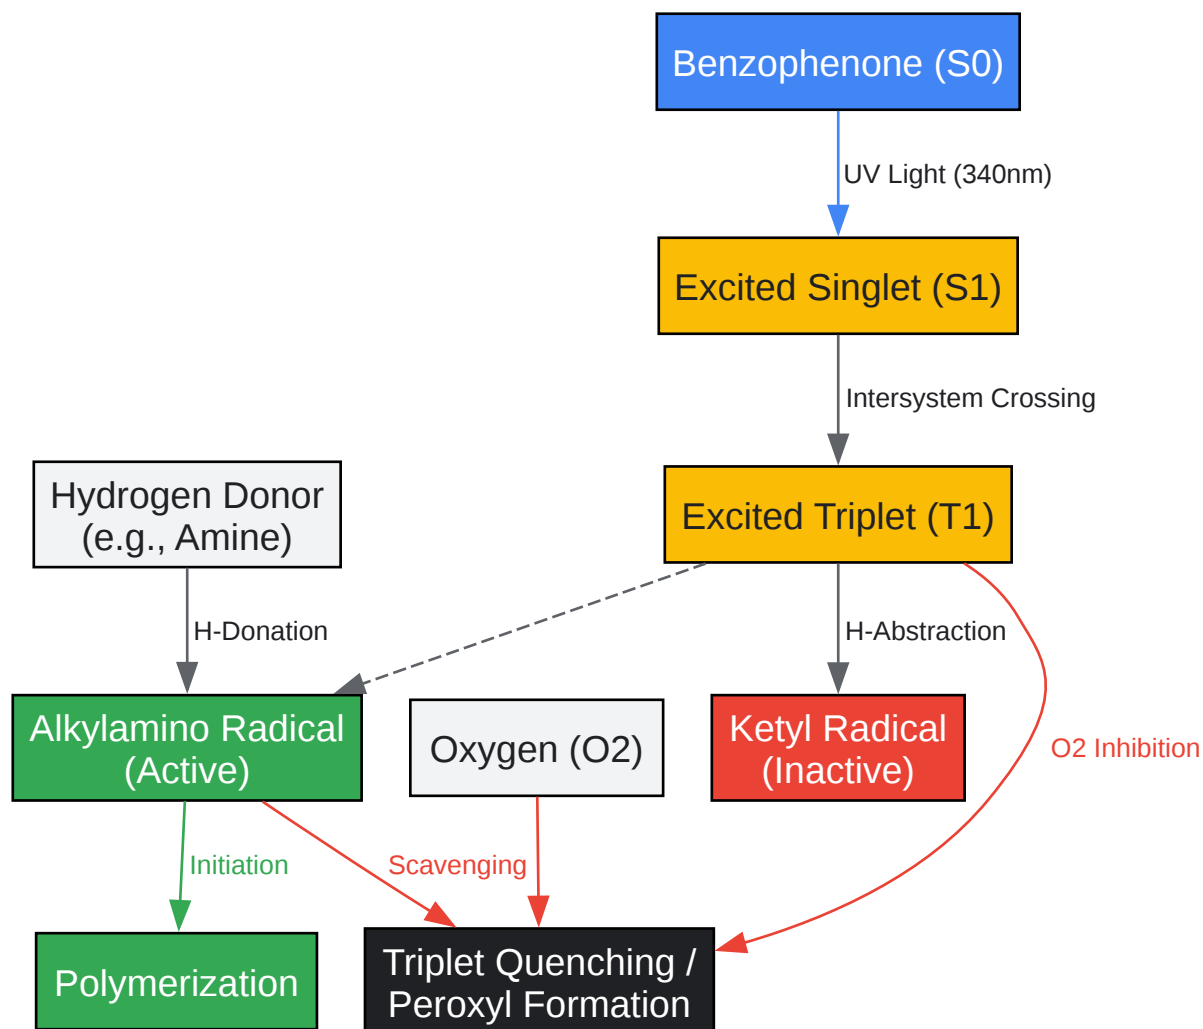 Benzophenone (S0)
UV Light (340nm)
Excited Singlet (S1)
Intersystem Crossing
Hydrogen Donor
(e.g., Amine)
Excited Triplet (T1)
H-Donation
H-Abstraction
Alkylamino Radical
(Active)
Oxygen (O2)
Ketyl Radical
(Inactive)
O2 Inhibition
Initiation
Scavenging
Polymerization
Triplet Quenching /
Peroxyl Formation